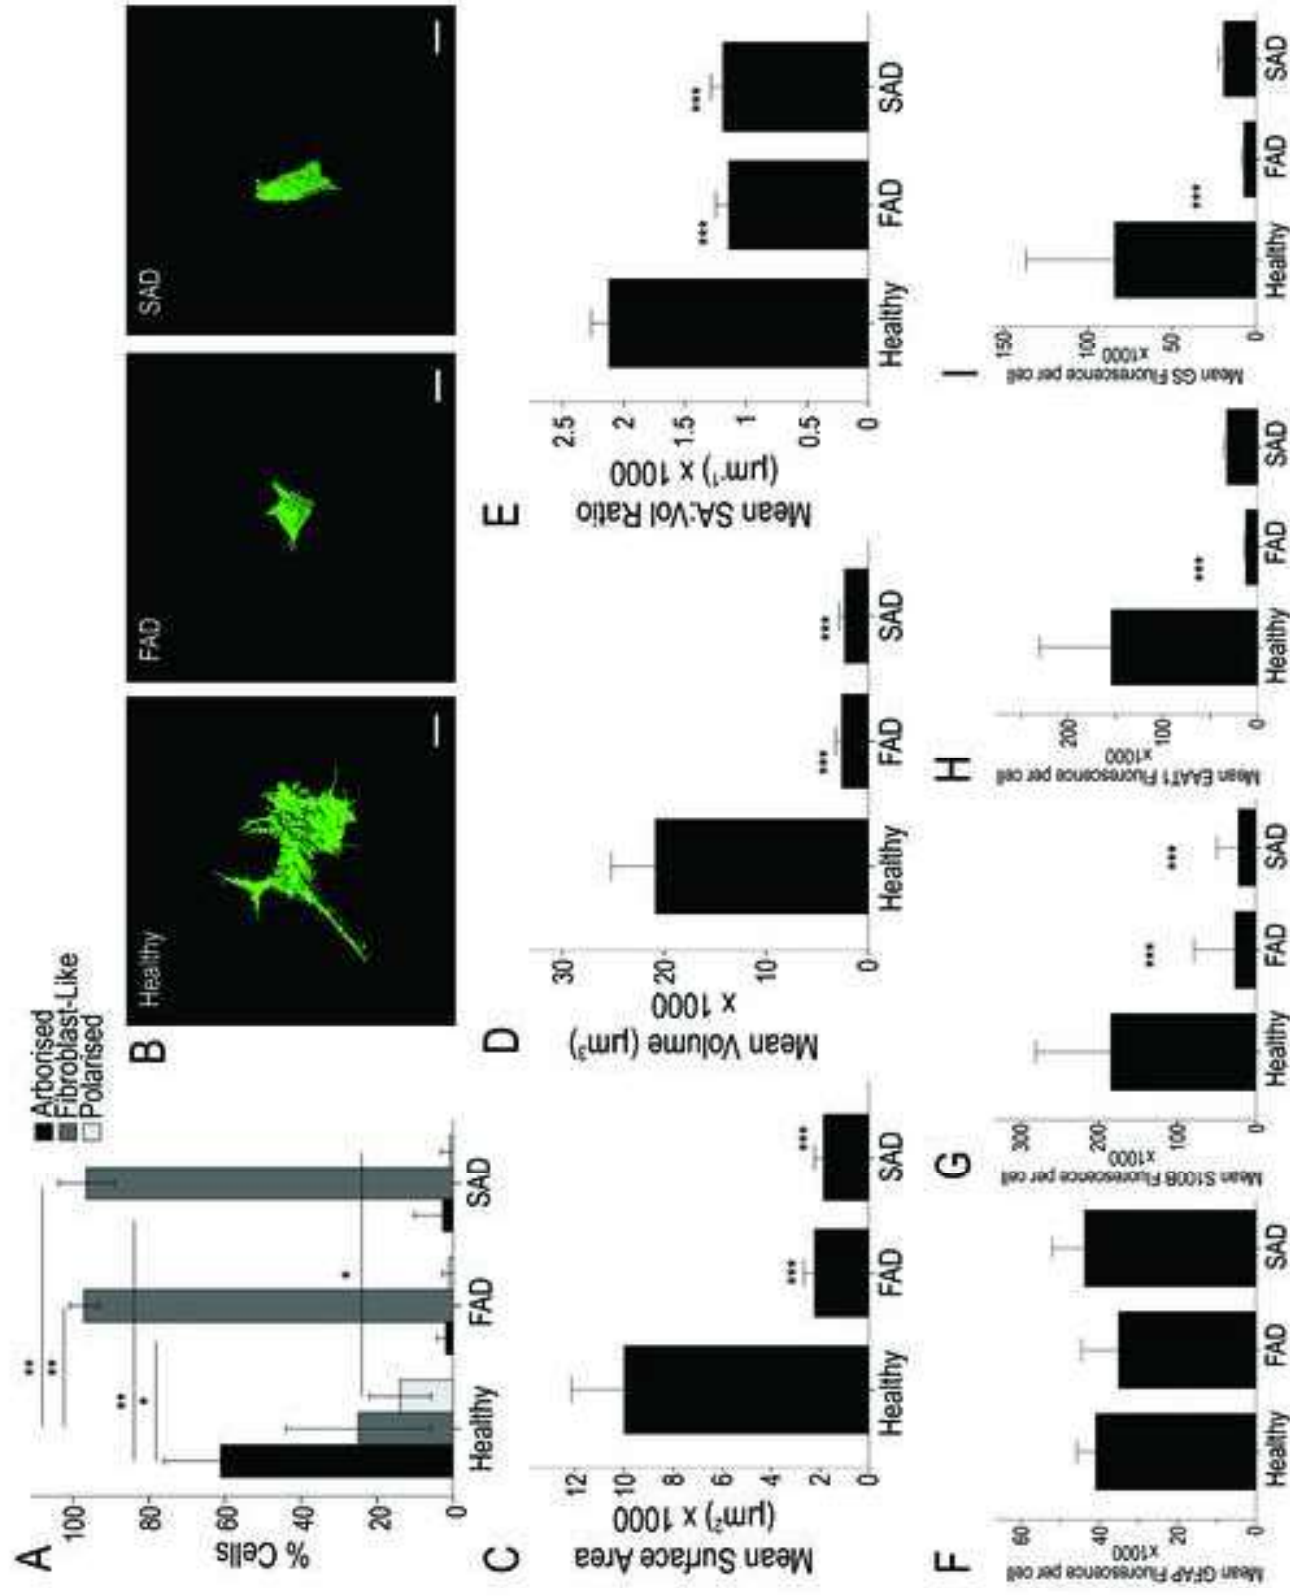 A
Arborised
Fibroblast-Like
Polarised
% Cells
100
80
60
40
20
0
**
**
**
*
*
Healthy
FAD
SAD
B
Healthy
FAD
SAD
C
Mean Surface Area
(µm²) x 1000
12
10
8
6
4
2
0
***
***
Healthy
FAD
SAD
D
Mean Volume (µm³)
x 1000
30
20
10
0
***
***
Healthy
FAD
SAD
E
Mean SA:Vol Ratio
(µm⁻¹) x 1000
2.5
2
1.5
1
0.5
0
***
***
Healthy
FAD
SAD
F
Mean GFAP Fluorescence per cell
x1000
60
40
20
0
Healthy
FAD
SAD
G
Mean S100B Fluorescence per cell
x1000
300
200
100
0
***
***
Healthy
FAD
SAD
H
Mean EAAT1 Fluorescence per cell
x1000
200
100
0
***
Healthy
FAD
SAD
I
Mean GS Fluorescence per cell
x1000
150
100
50
0
***
Healthy
FAD
SAD